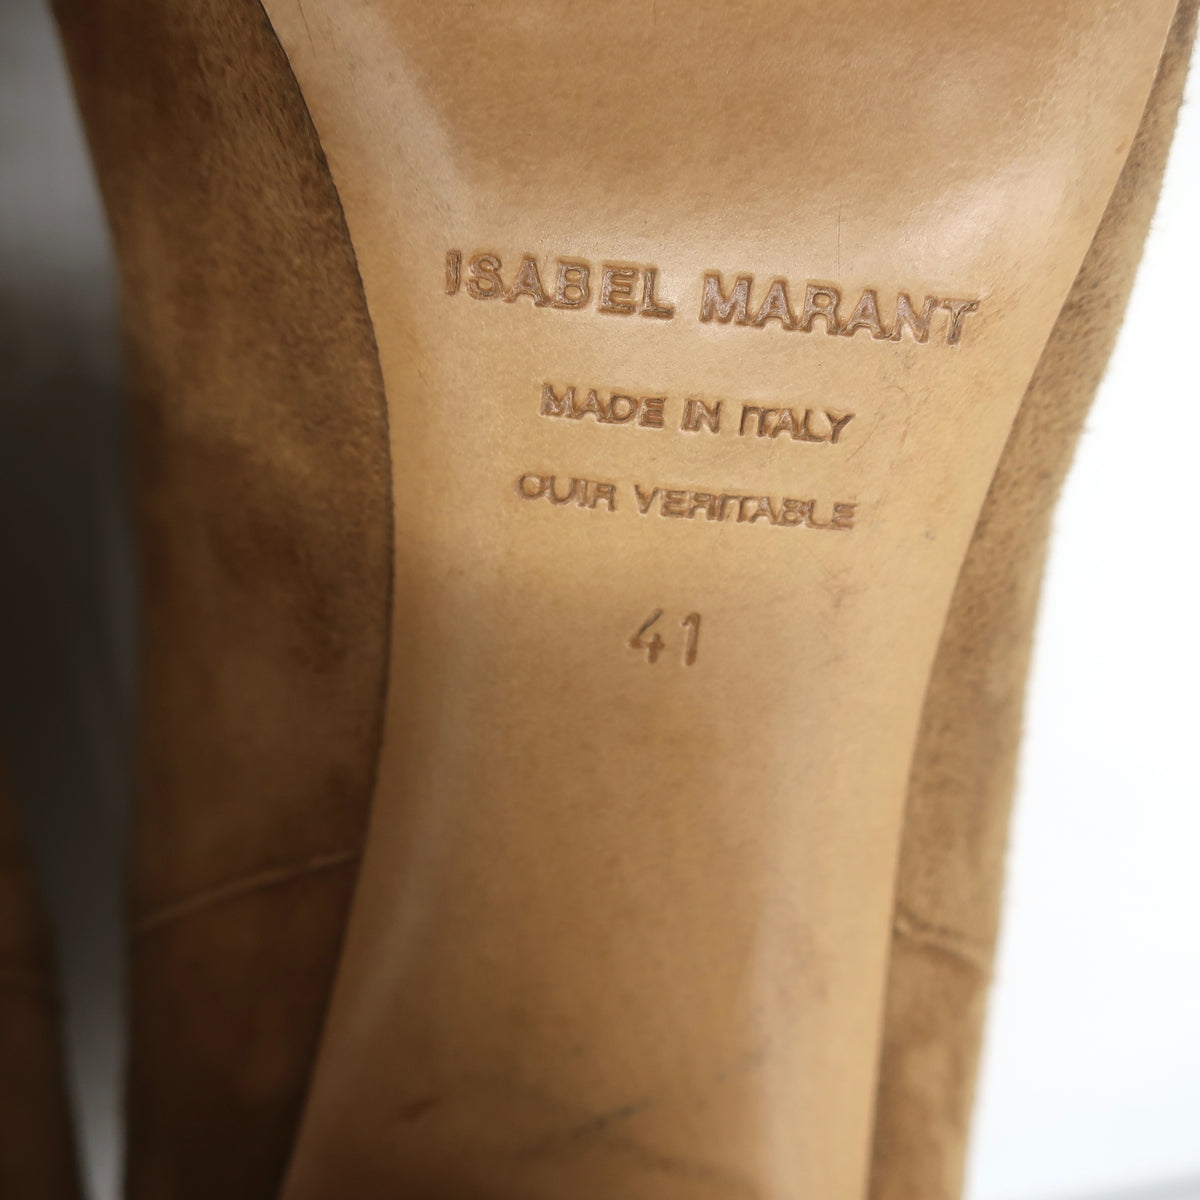 ISABEL MARANT
MADE IN ITALY
CUIR VERITABLE
41